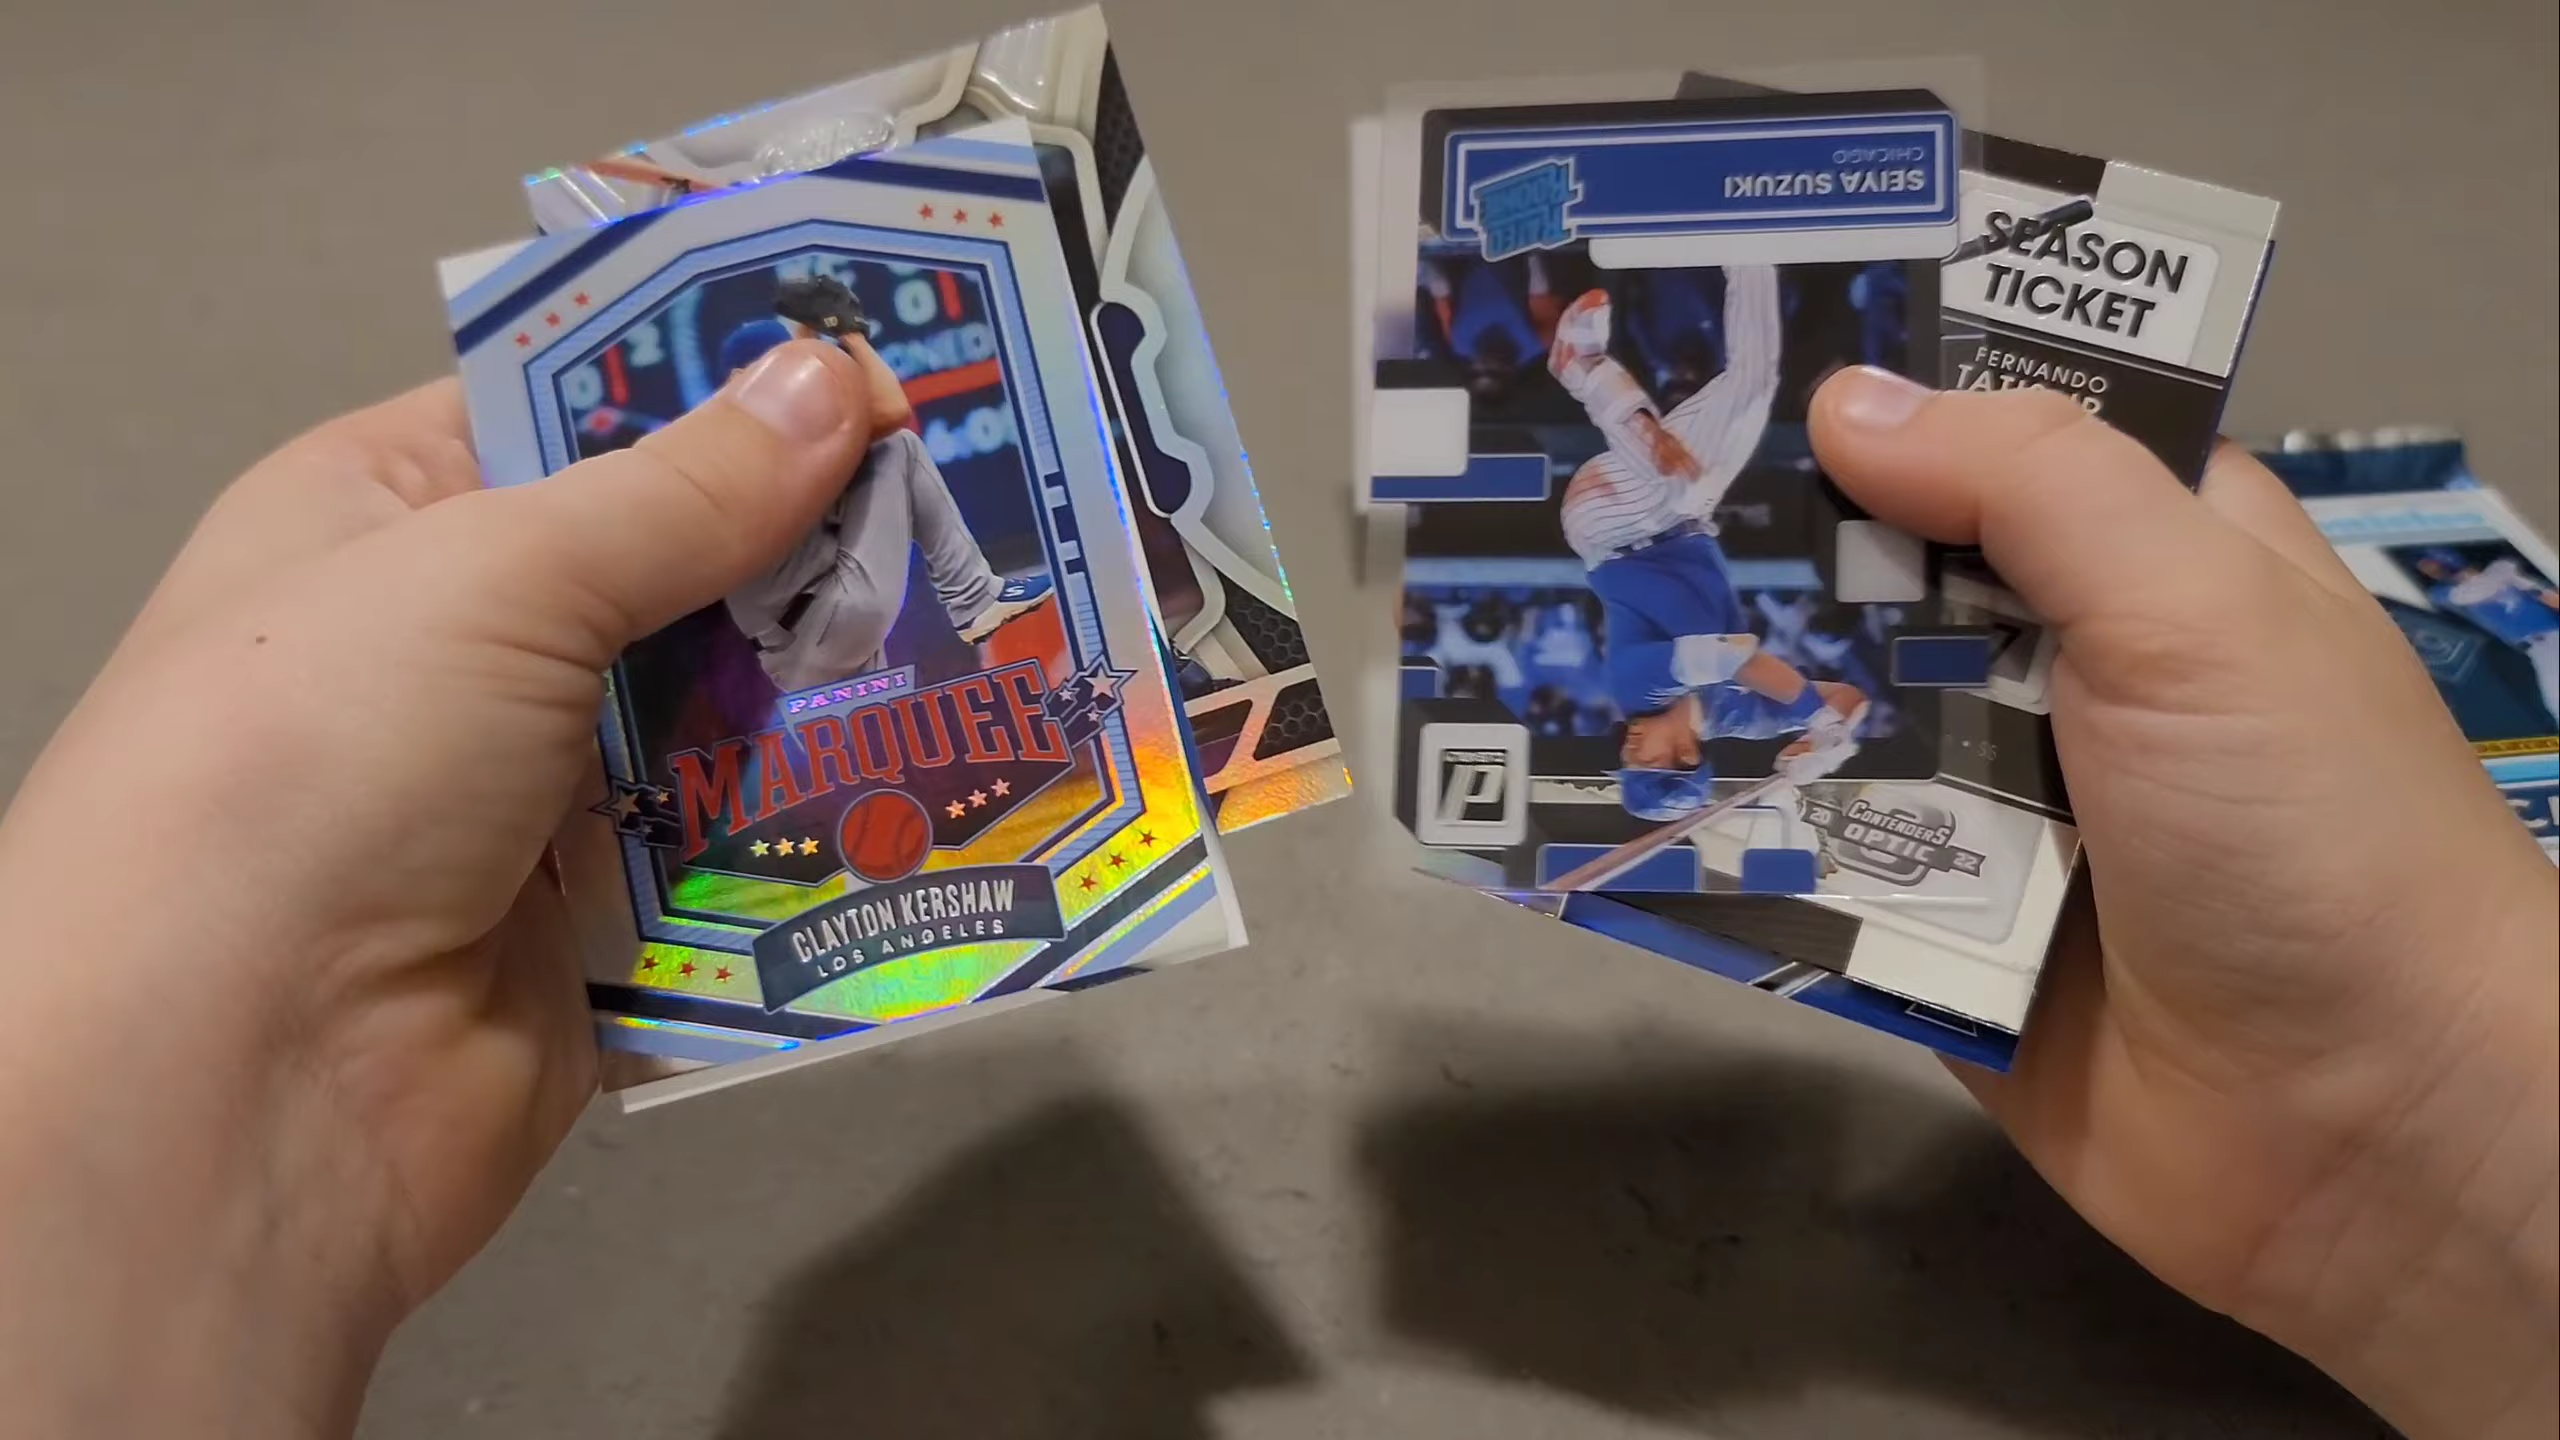 PANINI
MARQUEE
CLAYTON KERSHAW
LOS ANGELES
SEIYA SUZUKI
CHICAGO
RATED
ROOKIE
SEASON
TICKET
FERNANDO
20 CONTENDERS 22
OPTIC